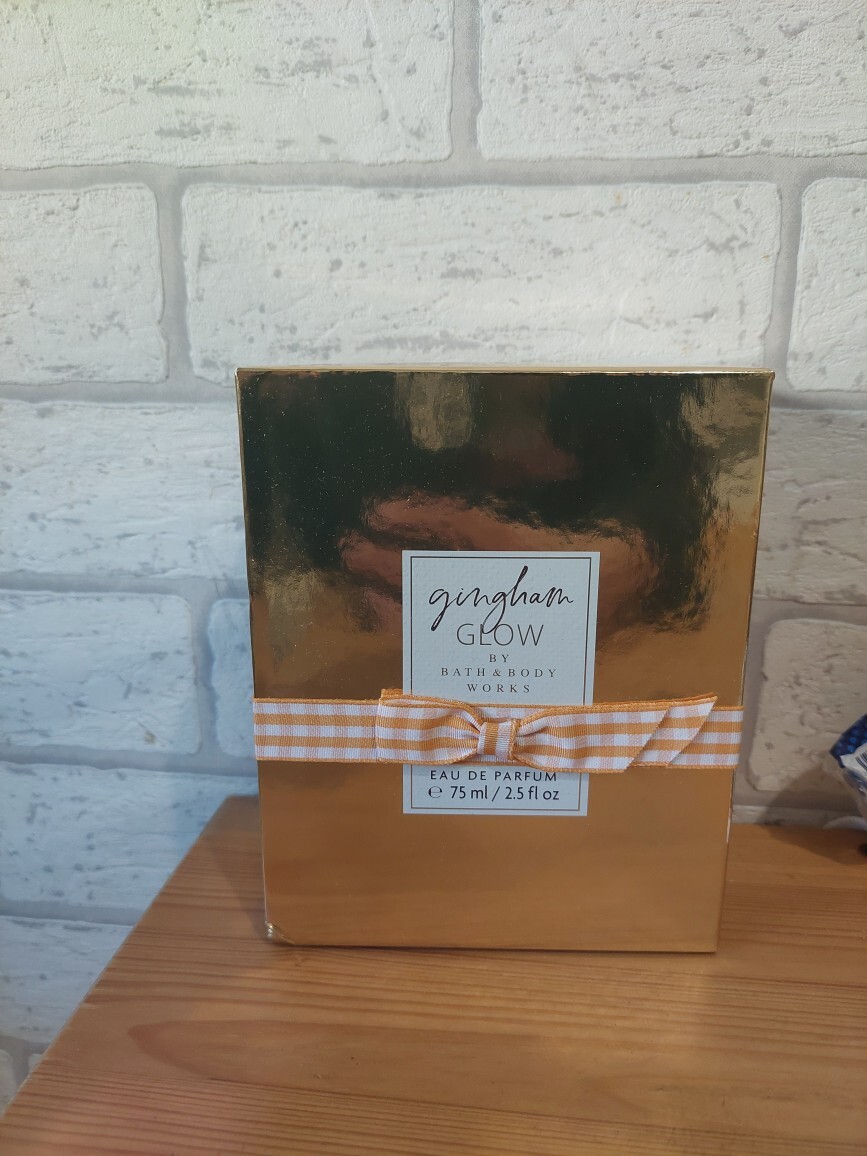 gingham
GLOW
BY
BATH & BODY
WORKS
EAU DE PARFUM
℮ 75 ml / 2.5 fl oz